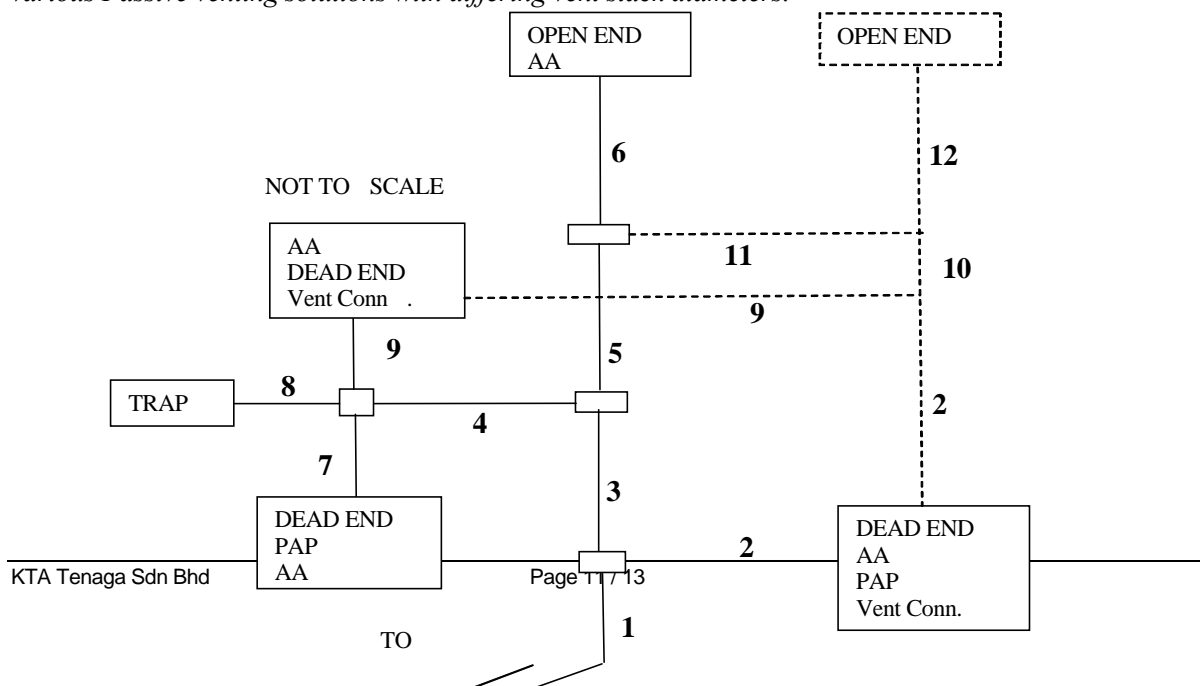 Various Passive venting solutions with differing vent stack diameters.
OPEN END
AA
OPEN END
6
12
NOT TO SCALE
AA
DEAD END
Vent Conn .
11
10
9
9
5
8
TRAP
4
2
7
3
DEAD END
PAP
AA
2
DEAD END
AA
PAP
Vent Conn.
KTA Tenaga Sdn Bhd
Page 11 / 13
1
TO